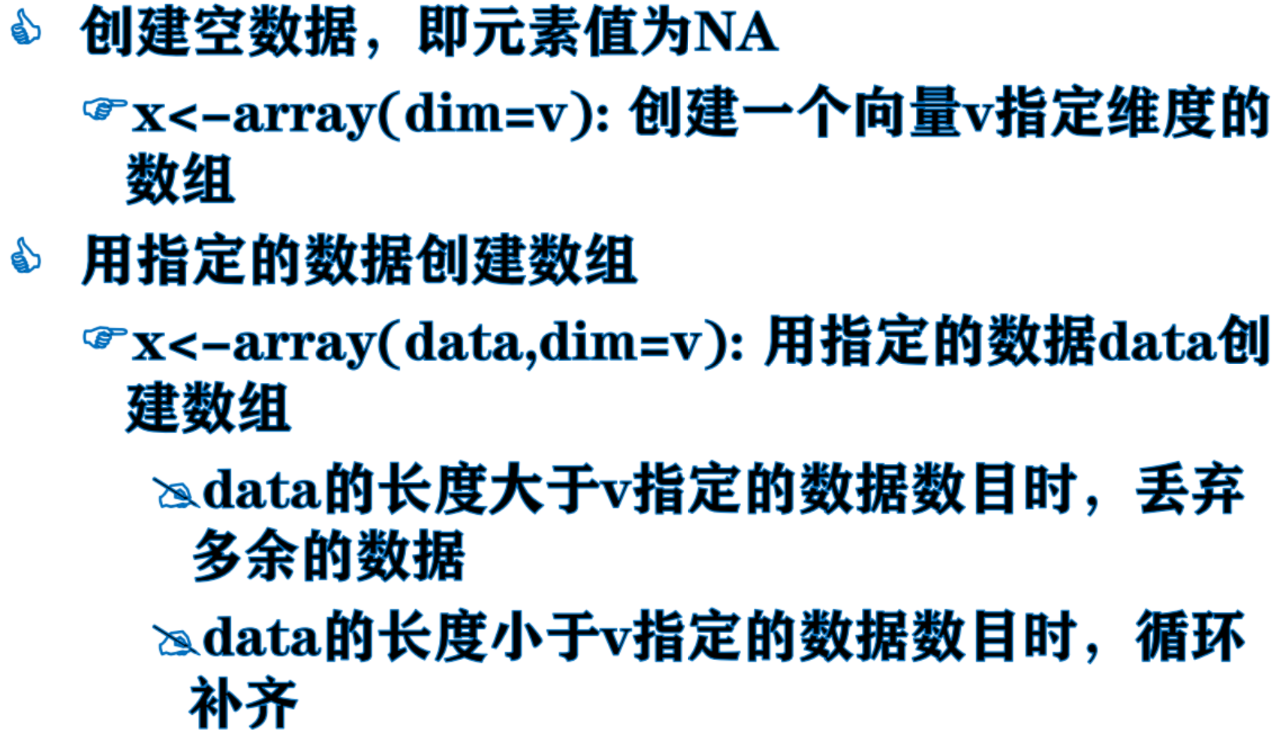 创建空数据，即元素值为NA
x<-array(dim=v): 创建一个向量v指定维度的
数组
用指定的数据创建数组
x<-array(data,dim=v): 用指定的数据data创
建数组
data的长度大于v指定的数据数目时，丢弃
多余的数据
data的长度小于v指定的数据数目时，循环
补齐